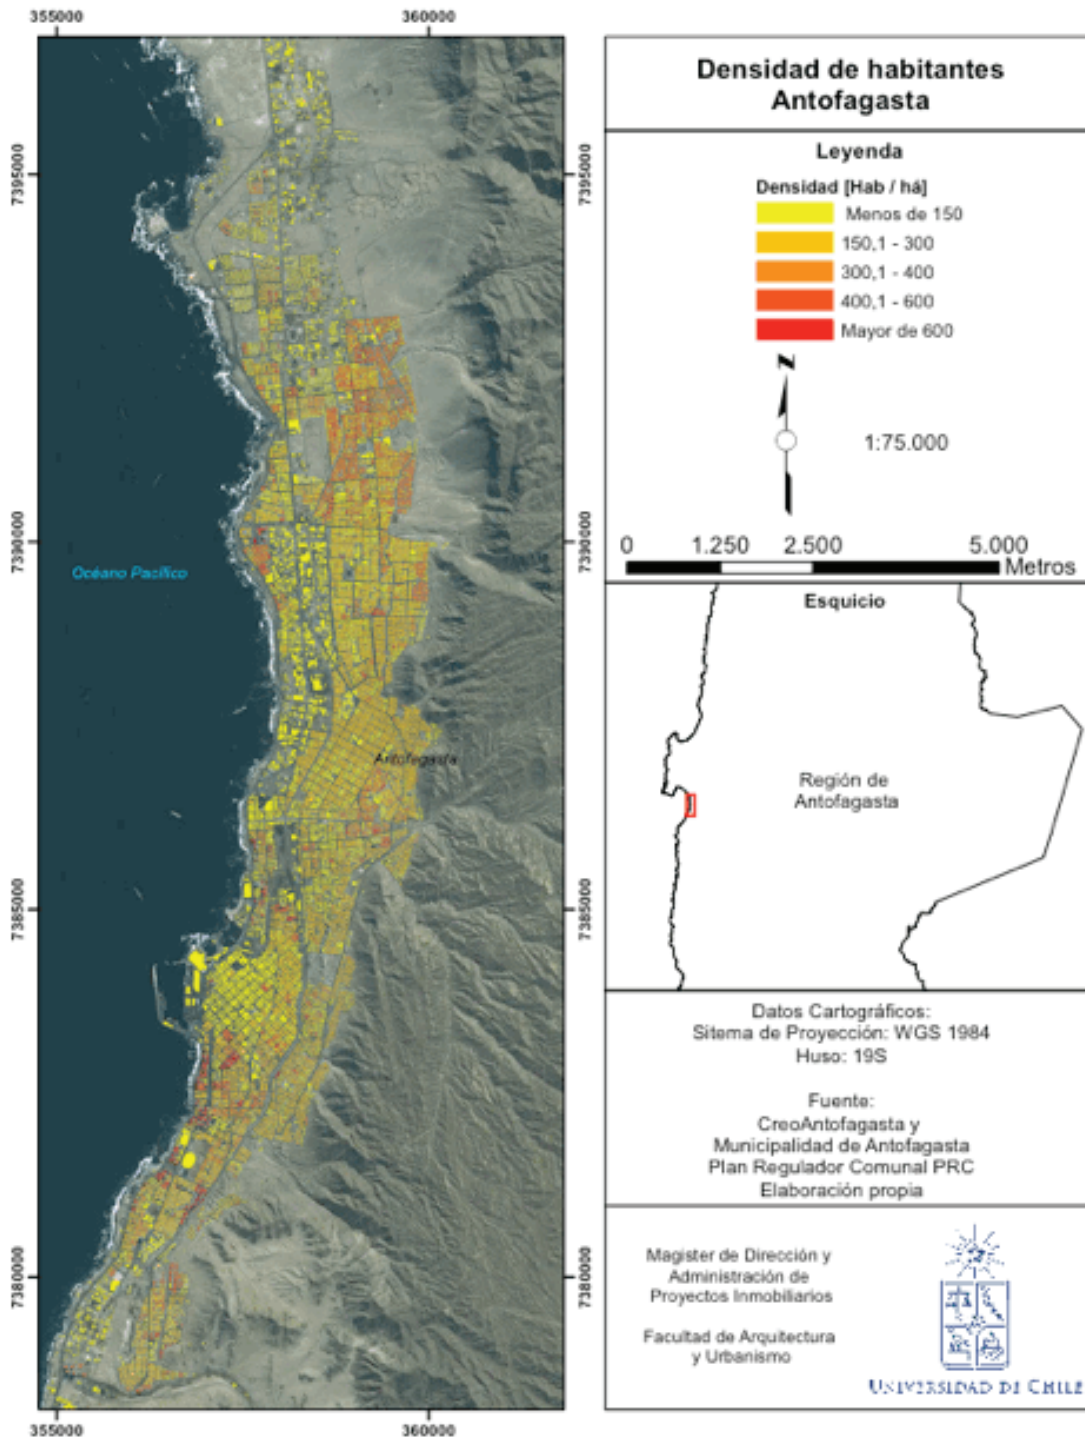 355000 360000
7395000
7390000
7385000
7380000
Océano Pacífico
Antofagasta
7395000
7390000
7385000
7380000
355000 360000
Densidad de habitantes
Antofagasta
Leyenda
Densidad [Hab / há]
Menos de 150
150,1 - 300
300,1 - 400
400,1 - 600
Mayor de 600
N
1:75.000
0 1.250 2.500 5.000
Metros
Esquicio
Región de
Antofagasta
Datos Cartográficos:
Sitema de Proyección: WGS 1984
Huso: 19S
Fuente:
CreoAntofagasta y
Municipalidad de Antofagasta
Plan Regulador Comunal PRC
Elaboración propia
Magister de Dirección y
Administración de
Proyectos Inmobiliarios
Facultad de Arquitectura
y Urbanismo
UNIVERSIDAD DE CHILE